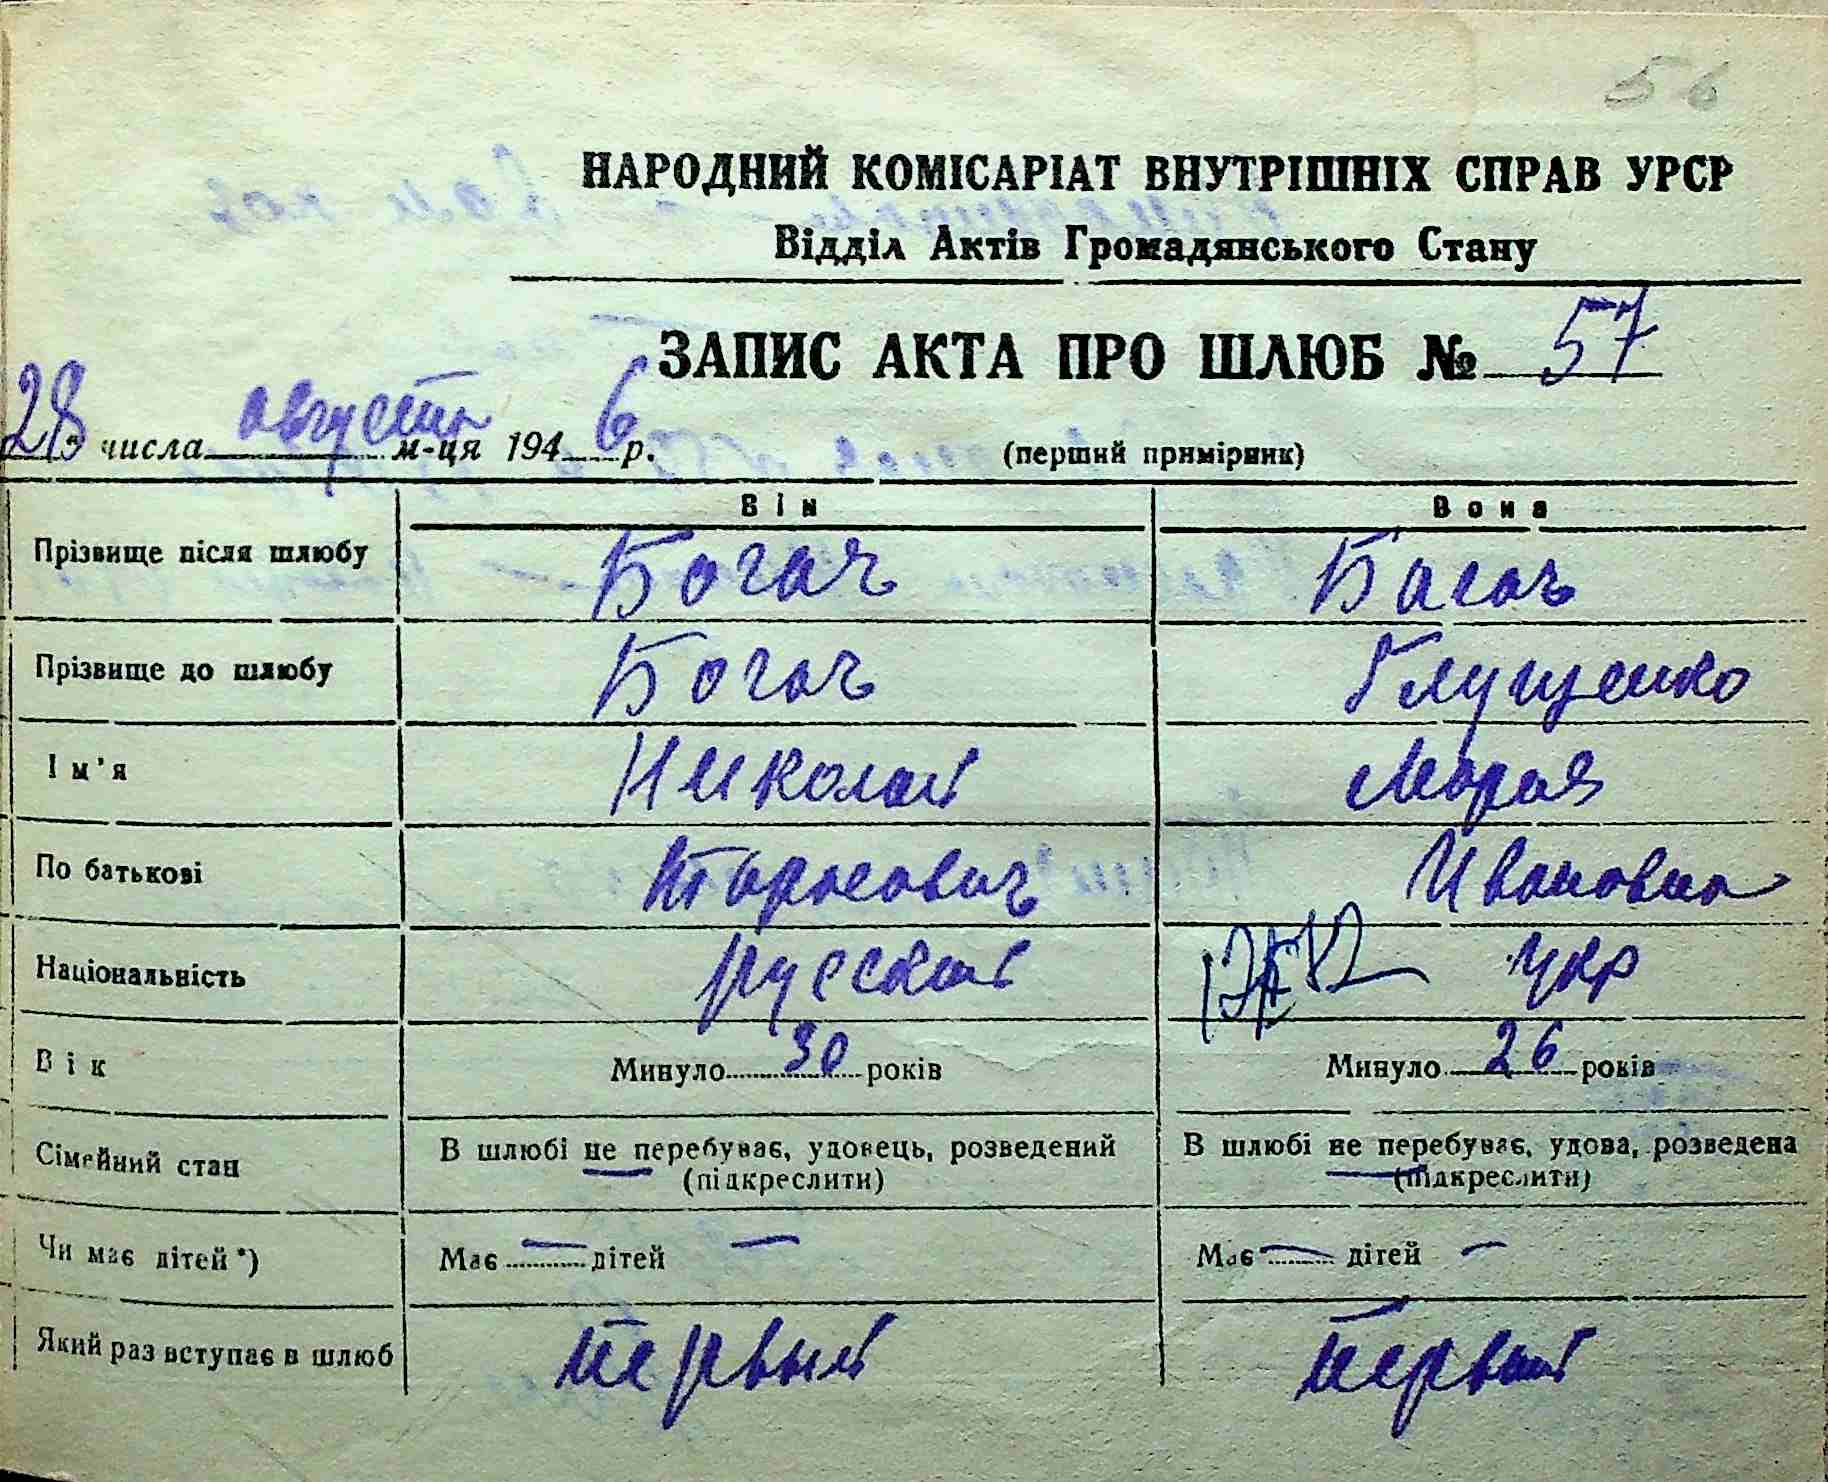 56
НАРОДНИЙ КОМІСАРІАТ ВНУТРІШНІХ СПРАВ УРСР
Відділ Актів Громадянського Стану
ЗАПИС АКТА ПРО ШЛЮБ № 57
28 числа августа м-ця 1946 р. (перший примірник)
Він Вона
Прізвище після шлюбу Богач Багач
Прізвище до шлюбу Богач Глущенко
Ім'я Николай Мария
По батькові Тарасович Ивановна
Національність русский укр
Вік Минуло 30 років Минуло 26 років
Сімейний стан В шлюбі не перебуває, удовець, розведений В шлюбі не перебуває, удова, розведена
(підкреслити) (підкреслити)
Чи має дітей*) Має — дітей — Має — дітей —
Який раз вступає в шлюб первый первый